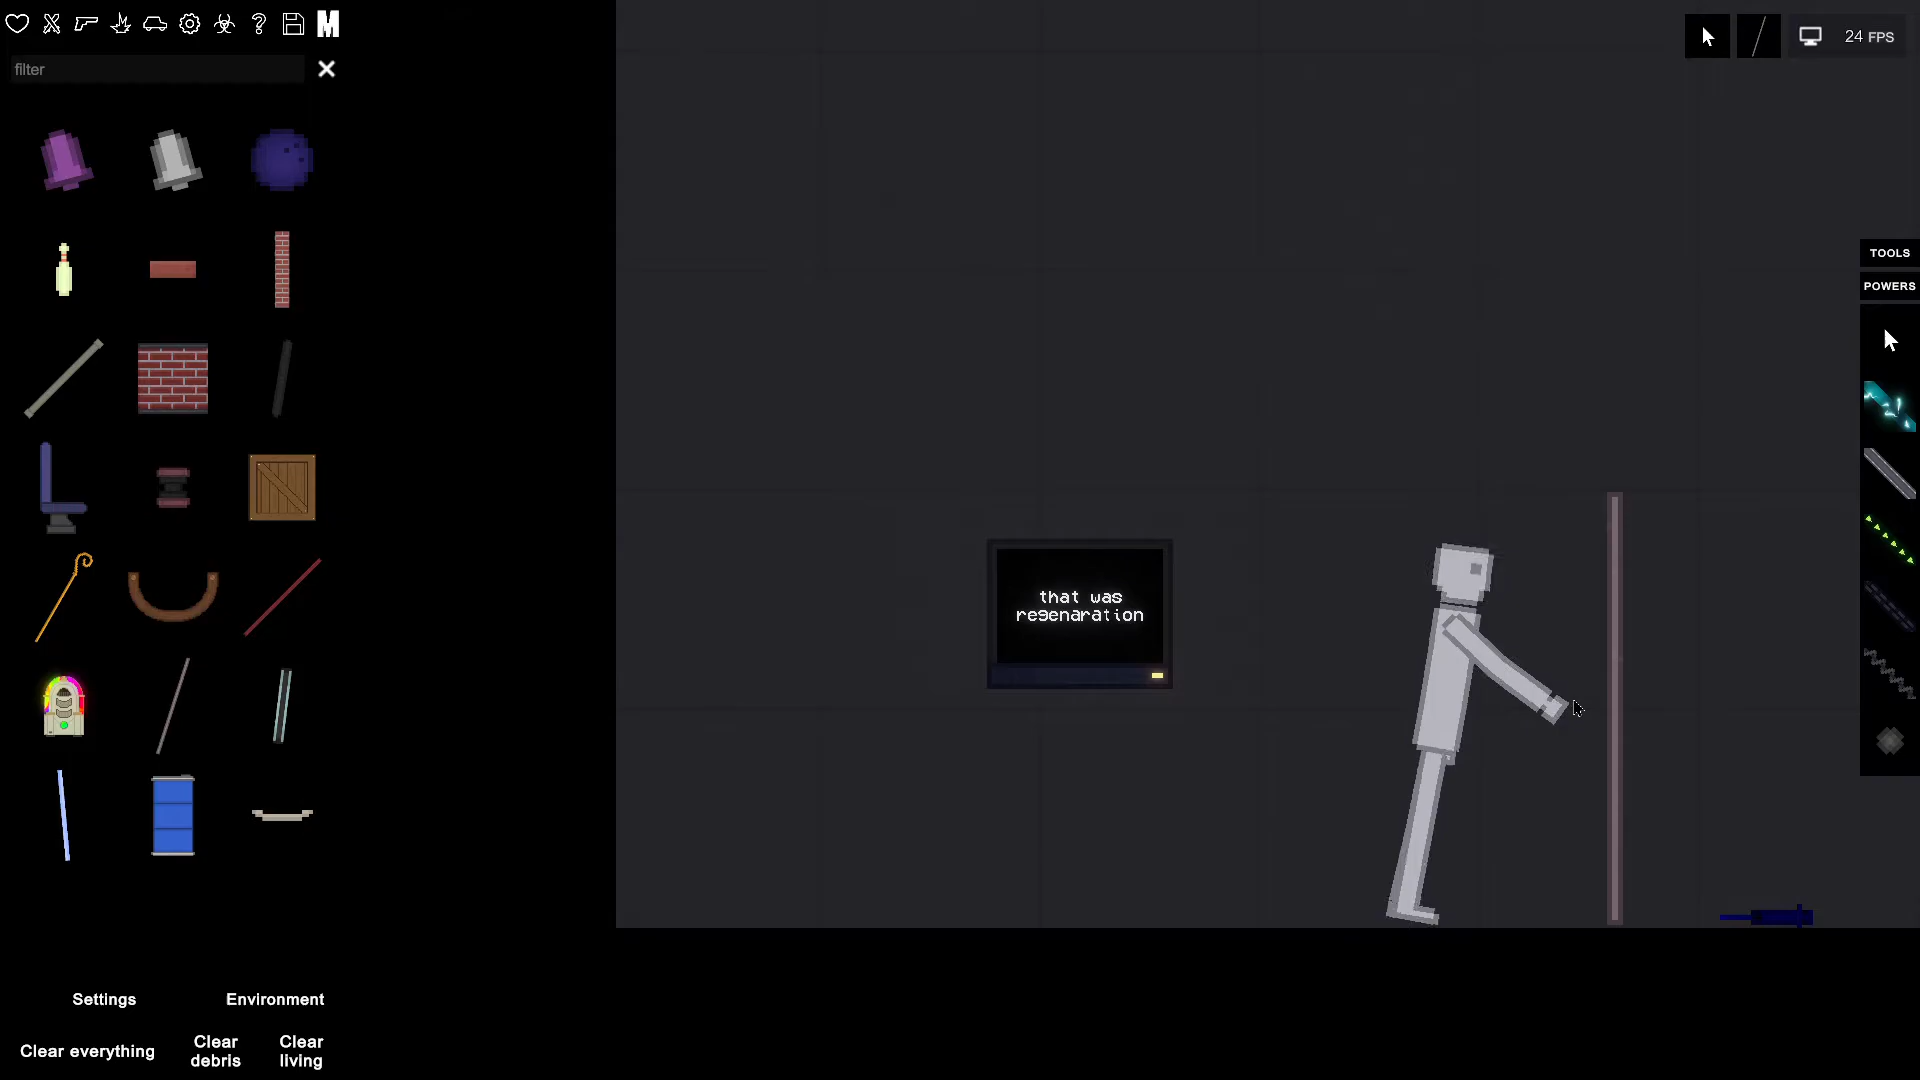 M
filter
24 FPS
TOOLS
POWERS
that was
regenaration
Settings
Environment
Clear everything
Clear
debris
Clear
living